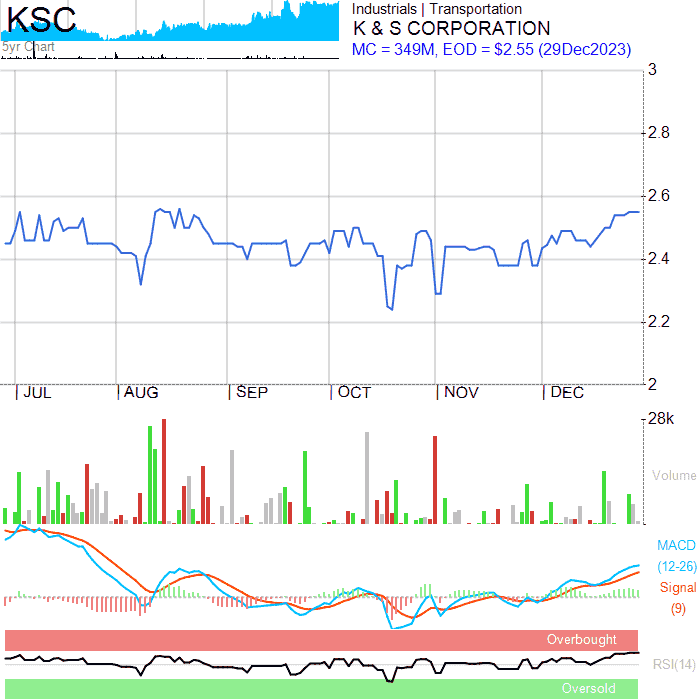 KSC
5yr Chart
Industrials | Transportation
K & S CORPORATION
MC = 349M, EOD = $2.55 (29Dec2023)
3
2.8
2.6
2.4
2.2
2
JUL AUG SEP OCT NOV DEC
28k
Volume
MACD
(12-26)
Signal
(9)
Overbought
RSI(14)
Oversold